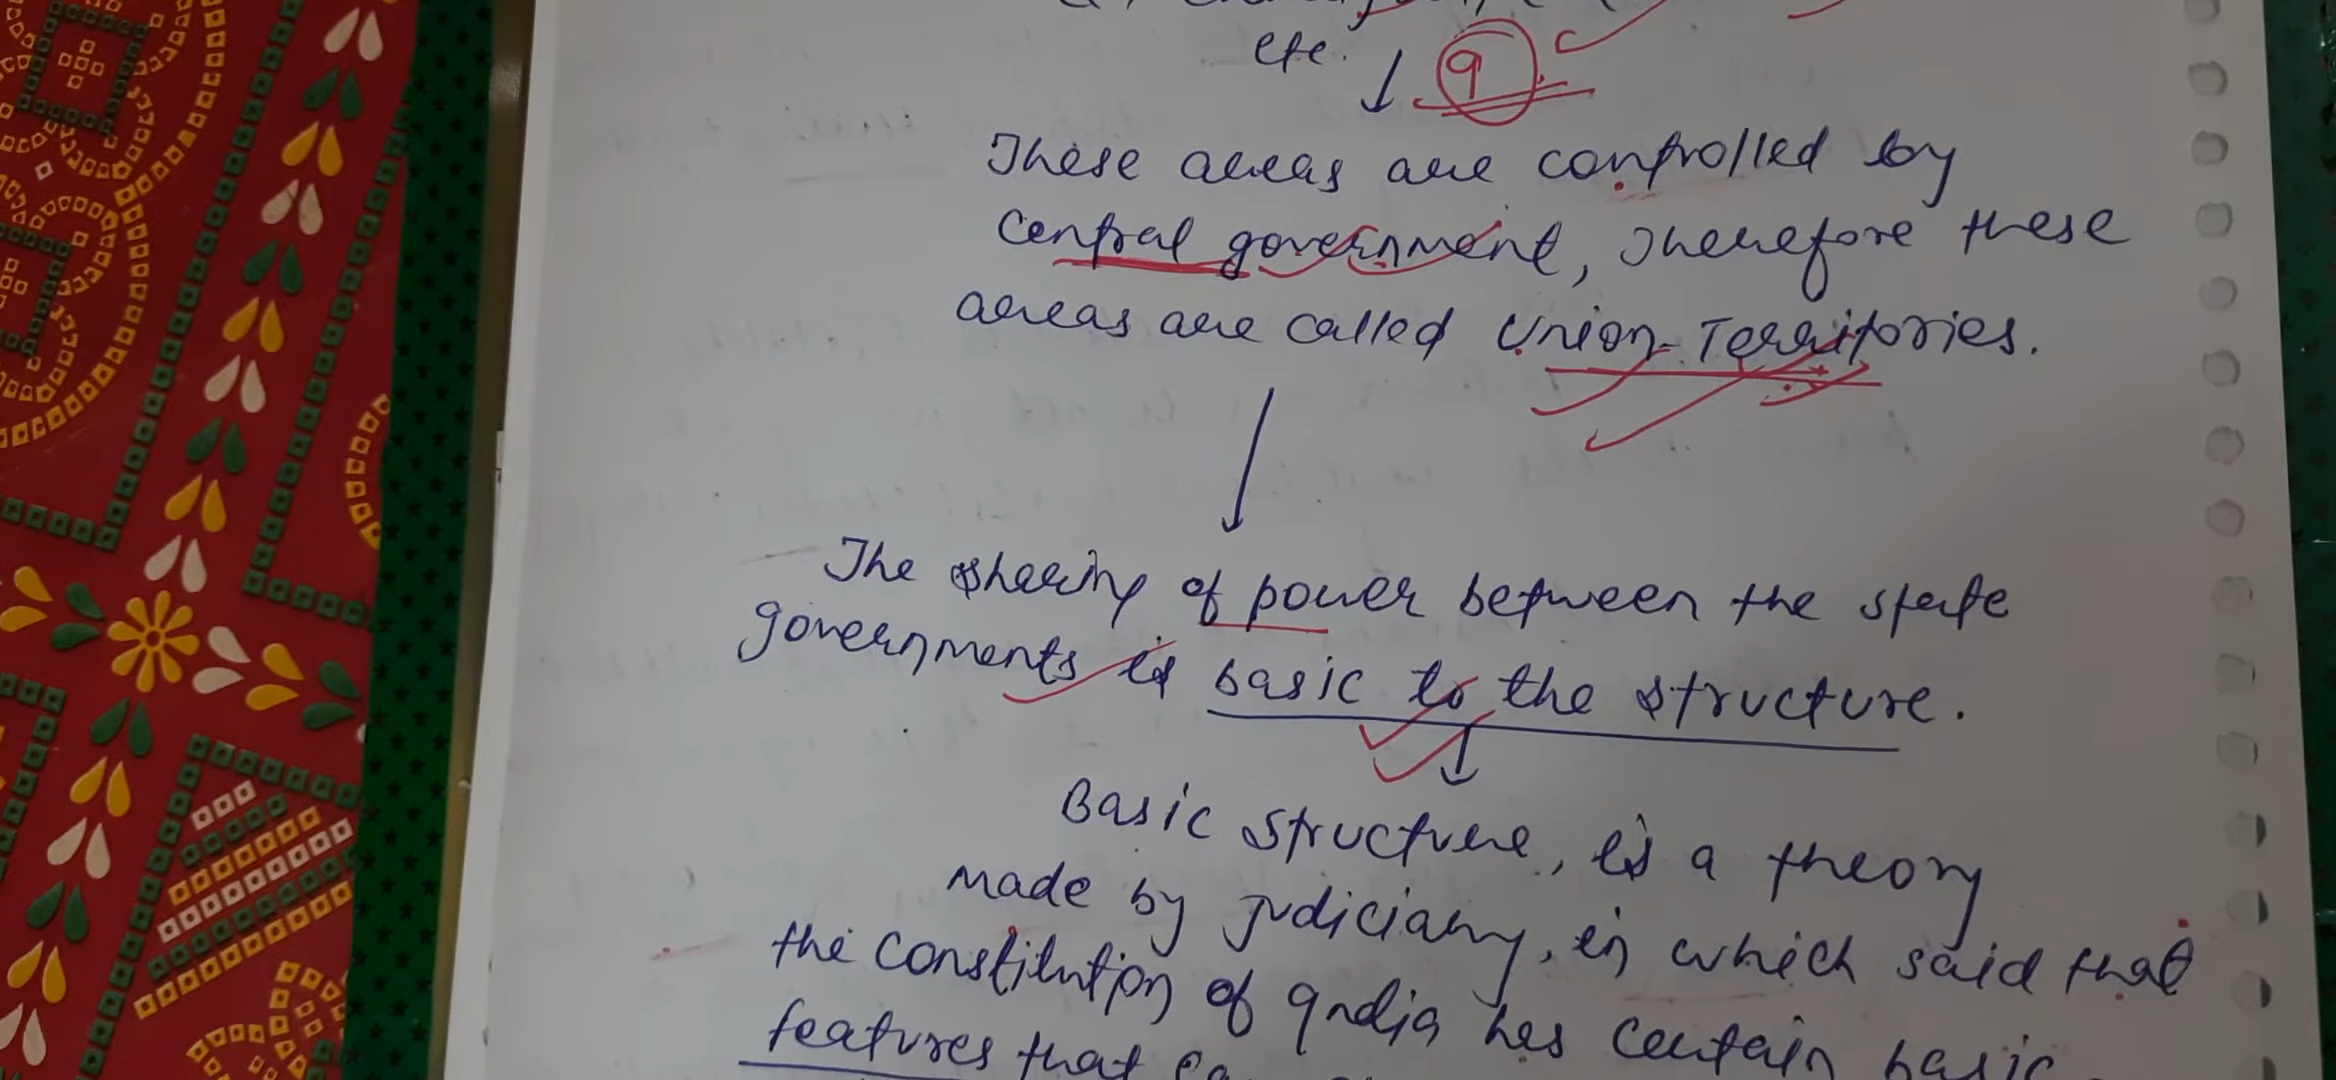 etc. ↓ 9
These areas are controlled by
Central government, Therefore these
areas are called Union Territories.
↓
The sharing of power between the state
governments is basic to the structure.
↓
Basic structure, is a theory
made by judiciary, in which said that
the constitution of India has certain basic
features that